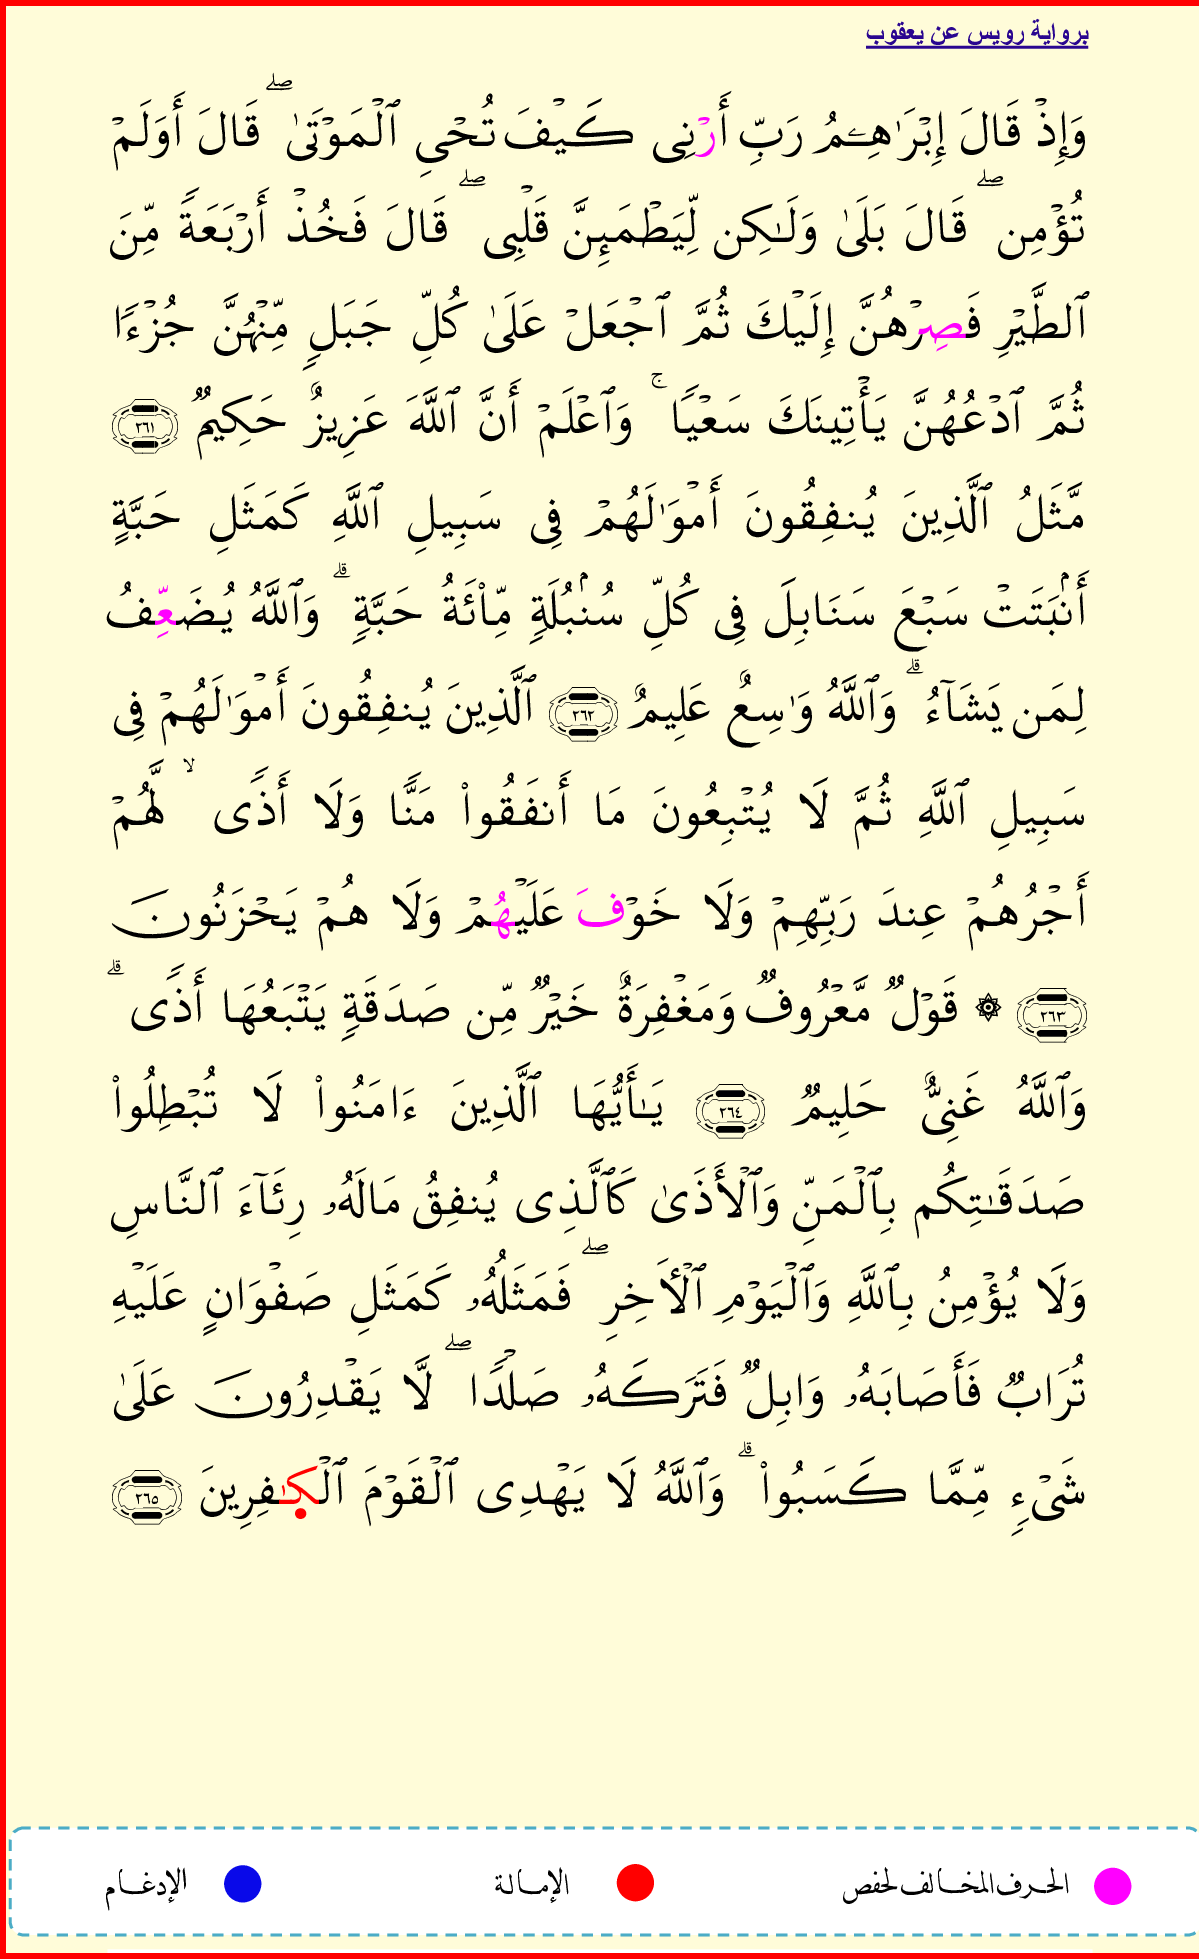 برواية رويس عن يعقوب
وَإِذۡ قَالَ إِبۡرَٰهِـۧمُ رَبِّ أَرۡنِى كَيۡفَ تُحۡىِ ٱلۡمَوۡتَىٰۖ قَالَ أَوَلَمۡ
تُؤۡمِنۖ قَالَ بَلَىٰ وَلَـٰكِن لِّيَطۡمَئِنَّ قَلۡبِىۖ قَالَ فَخُذۡ أَرۡبَعَةً مِّنَ
ٱلطَّيۡرِ فَصِرۡهُنَّ إِلَيۡكَ ثُمَّ ٱجۡعَلۡ عَلَىٰ كُلِّ جَبَلٍ مِّنۡهُنَّ جُزۡءًا
ثُمَّ ٱدۡعُهُنَّ يَأۡتِينَكَ سَعۡيًاۚ وَٱعۡلَمۡ أَنَّ ٱللَّهَ عَزِيزٌ حَكِيمٌ ٢٦١
مَّثَلُ ٱلَّذِينَ يُنفِقُونَ أَمۡوَٰلَهُمۡ فِى سَبِيلِ ٱللَّهِ كَمَثَلِ حَبَّةٍ
أَنۢبَتَتۡ سَبۡعَ سَنَابِلَ فِى كُلِّ سُنۢبُلَةٍ مِّاْئَةُ حَبَّةٍۗ وَٱللَّهُ يُضَعِّفُ
لِمَن يَشَآءُۗ وَٱللَّهُ وَٰسِعٌ عَلِيمٌ ٢٦٢ ٱلَّذِينَ يُنفِقُونَ أَمۡوَٰلَهُمۡ فِى
سَبِيلِ ٱللَّهِ ثُمَّ لَا يُتۡبِعُونَ مَا أَنفَقُواْ مَنًّا وَلَا أَذًىۙ لَّهُمۡ
أَجۡرُهُمۡ عِندَ رَبِّهِمۡ وَلَا خَوۡفَ عَلَيۡهُمۡ وَلَا هُمۡ يَحۡزَنُونَ
٢٦٣ ۞ قَوۡلٌ مَّعۡرُوفٌ وَمَغۡفِرَةٌ خَيۡرٌ مِّن صَدَقَةٍ يَتۡبَعُهَا أَذًىۗ
وَٱللَّهُ غَنِىٌّ حَلِيمٌ ٢٦٤ يَـٰأَيُّهَا ٱلَّذِينَ ءَامَنُواْ لَا تُبۡطِلُواْ
صَدَقَـٰتِكُم بِٱلۡمَنِّ وَٱلۡأَذَىٰ كَٱلَّذِى يُنفِقُ مَالَهُۥ رِئَآءَ ٱلنَّاسِ
وَلَا يُؤۡمِنُ بِٱللَّهِ وَٱلۡيَوۡمِ ٱلۡأَخِرِۖ فَمَثَلُهُۥ كَمَثَلِ صَفۡوَانٍ عَلَيۡهِ
تُرَابٌ فَأَصَابَهُۥ وَابِلٌ فَتَرَكَهُۥ صَلۡدًاۖ لَّا يَقۡدِرُونَ عَلَىٰ
شَىۡءٍ مِّمَّا كَسَبُواْۗ وَٱللَّهُ لَا يَهۡدِى ٱلۡقَوۡمَ ٱلۡكَـٰفِرِينَ ٢٦٥
الحرف المخالف لحفص الإمالة الإدغام